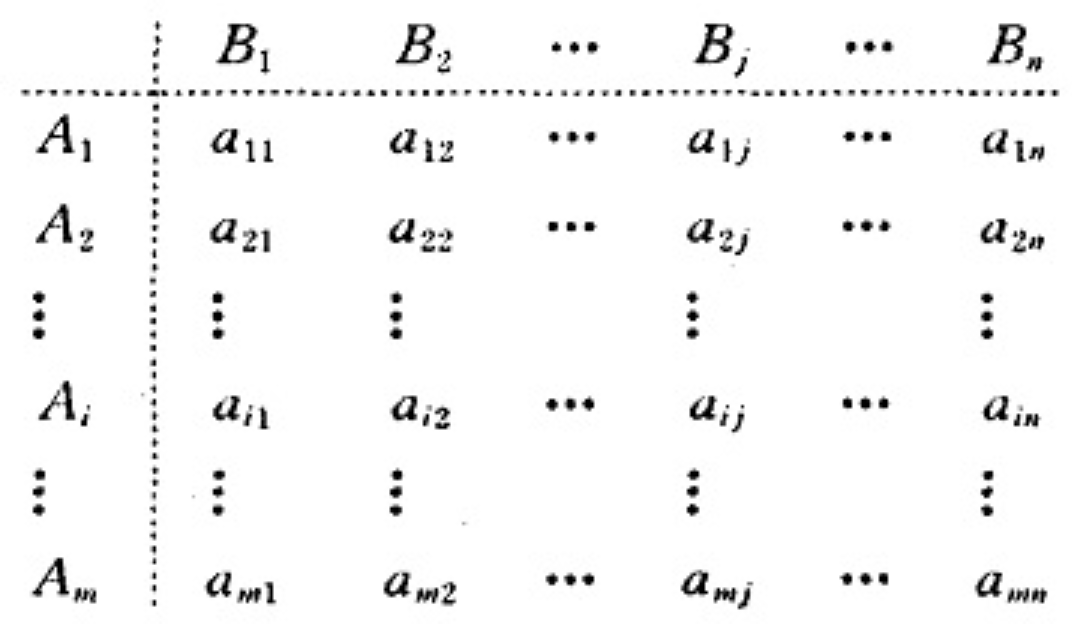 B₁ B₂ ⋯ Bⱼ ⋯ Bₙ
A₁ a₁₁ a₁₂ ⋯ a₁ⱼ ⋯ a₁ₙ
A₂ a₂₁ a₂₂ ⋯ a₂ⱼ ⋯ a₂ₙ
⋮ ⋮ ⋮ ⋮ ⋮
Aᵢ aᵢ₁ aᵢ₂ ⋯ aᵢⱼ ⋯ aᵢₙ
⋮ ⋮ ⋮ ⋮ ⋮
Aₘ aₘ₁ aₘ₂ ⋯ aₘⱼ ⋯ aₘₙ